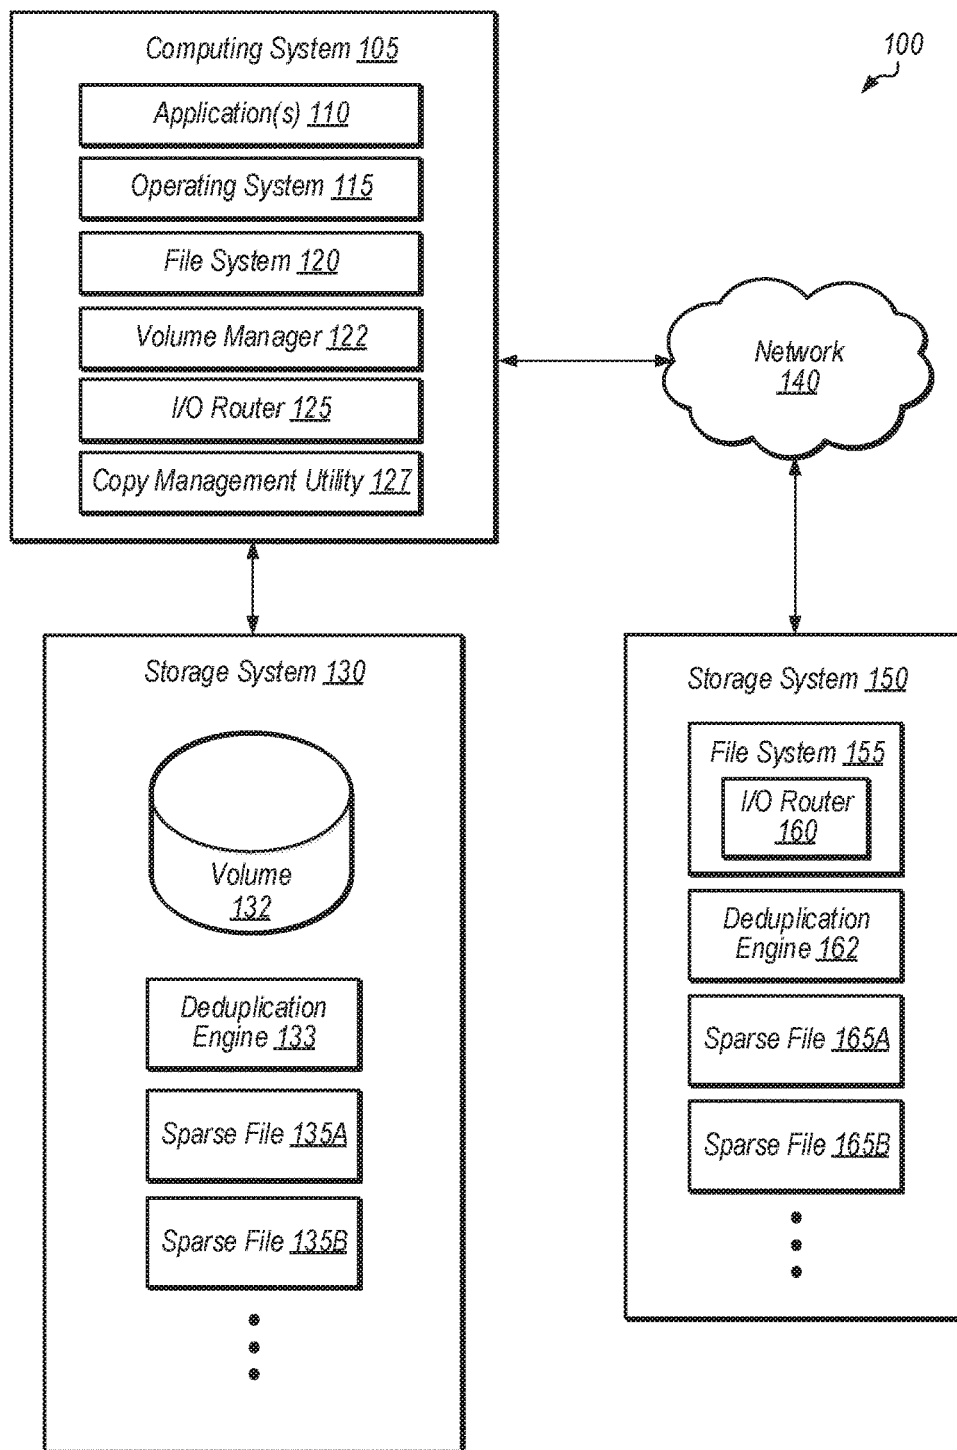 Computing System 105
100
Application(s) 110
Operating System 115
File System 120
Volume Manager 122
I/O Router 125
Copy Management Utility 127
Network
140
Storage System 130
Volume
132
Deduplication
Engine 133
Sparse File 135A
Sparse File 135B
Storage System 150
File System 155
I/O Router
160
Deduplication
Engine 162
Sparse File 165A
Sparse File 165B